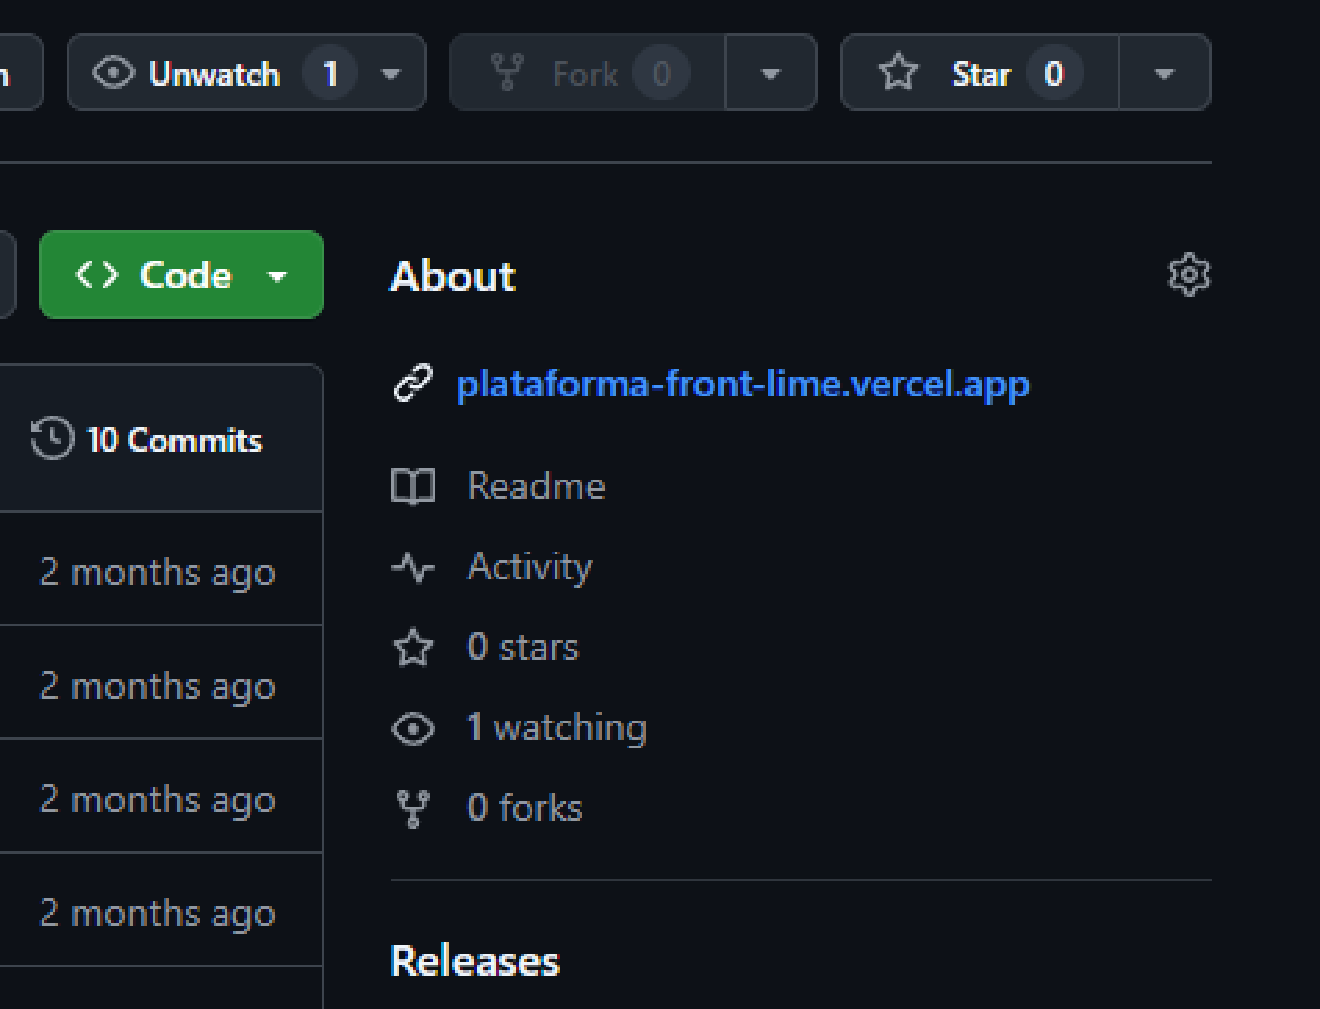 Unwatch 1
Fork 0
Star 0
Code
About
plataforma-front-lime.vercel.app
10 Commits
Readme
2 months ago
Activity
0 stars
2 months ago
1 watching
2 months ago
0 forks
2 months ago
Releases